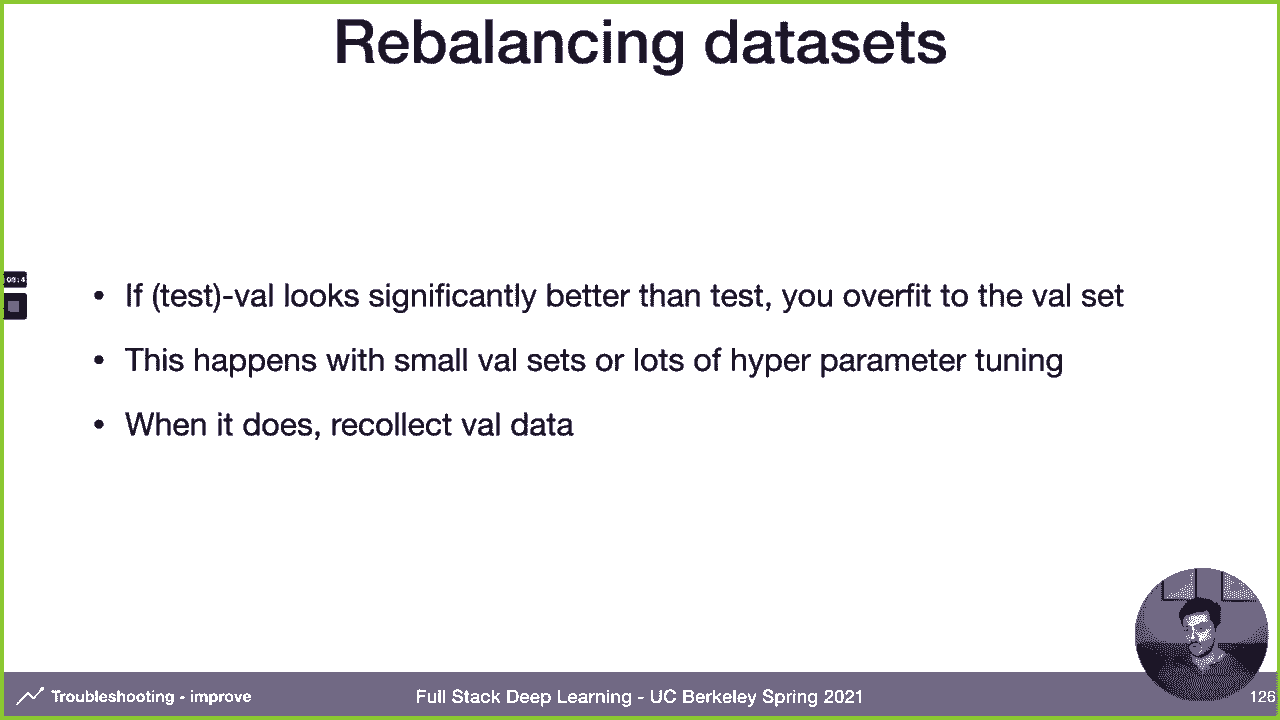 Rebalancing datasets
• If (test)-val looks significantly better than test, you overfit to the val set
• This happens with small val sets or lots of hyper parameter tuning
• When it does, recollect val data
Troubleshooting - improve
Full Stack Deep Learning - UC Berkeley Spring 2021
126